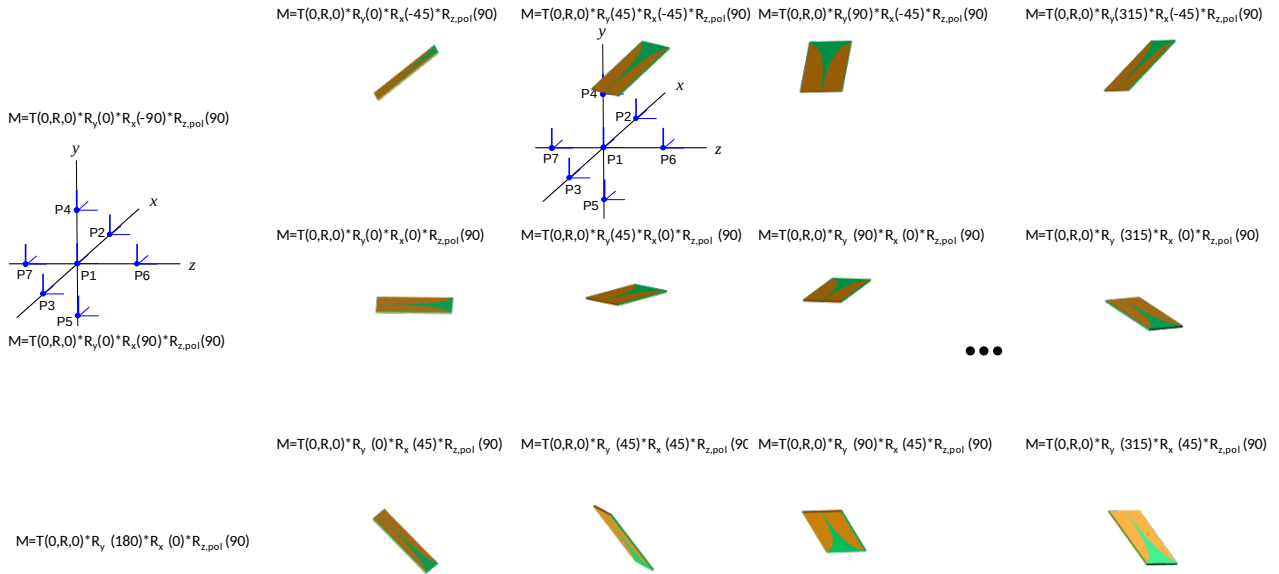 M=T(0,R,0)*Ry(0)*Rx(-45)*Rz,pol(90)
M=T(0,R,0)*Ry(45)*Rx(-45)*Rz,pol(90)
M=T(0,R,0)*Ry(90)*Rx(-45)*Rz,pol(90)
M=T(0,R,0)*Ry(315)*Rx(-45)*Rz,pol(90)
y
x
z
P4
P2
P7
P1
P6
P3
P5
M=T(0,R,0)*Ry(0)*Rx(-90)*Rz,pol(90)
y
x
z
P4
P2
P7
P1
P6
P3
P5
M=T(0,R,0)*Ry(0)*Rx(90)*Rz,pol(90)
M=T(0,R,0)*Ry(0)*Rx(0)*Rz,pol(90)
M=T(0,R,0)*Ry(45)*Rx(0)*Rz,pol (90)
M=T(0,R,0)*Ry (90)*Rx (0)*Rz,pol(90)
M=T(0,R,0)*Ry (315)*Rx (0)*Rz,pol(90)
•••
M=T(0,R,0)*Ry (0)*Rx (45)*Rz,pol (90)
M=T(0,R,0)*Ry (45)*Rx (45)*Rz,pol (90
M=T(0,R,0)*Ry (90)*Rx (45)*Rz,pol (90)
M=T(0,R,0)*Ry (315)*Rx (45)*Rz,pol (90)
M=T(0,R,0)*Ry (180)*Rx (0)*Rz,pol (90)